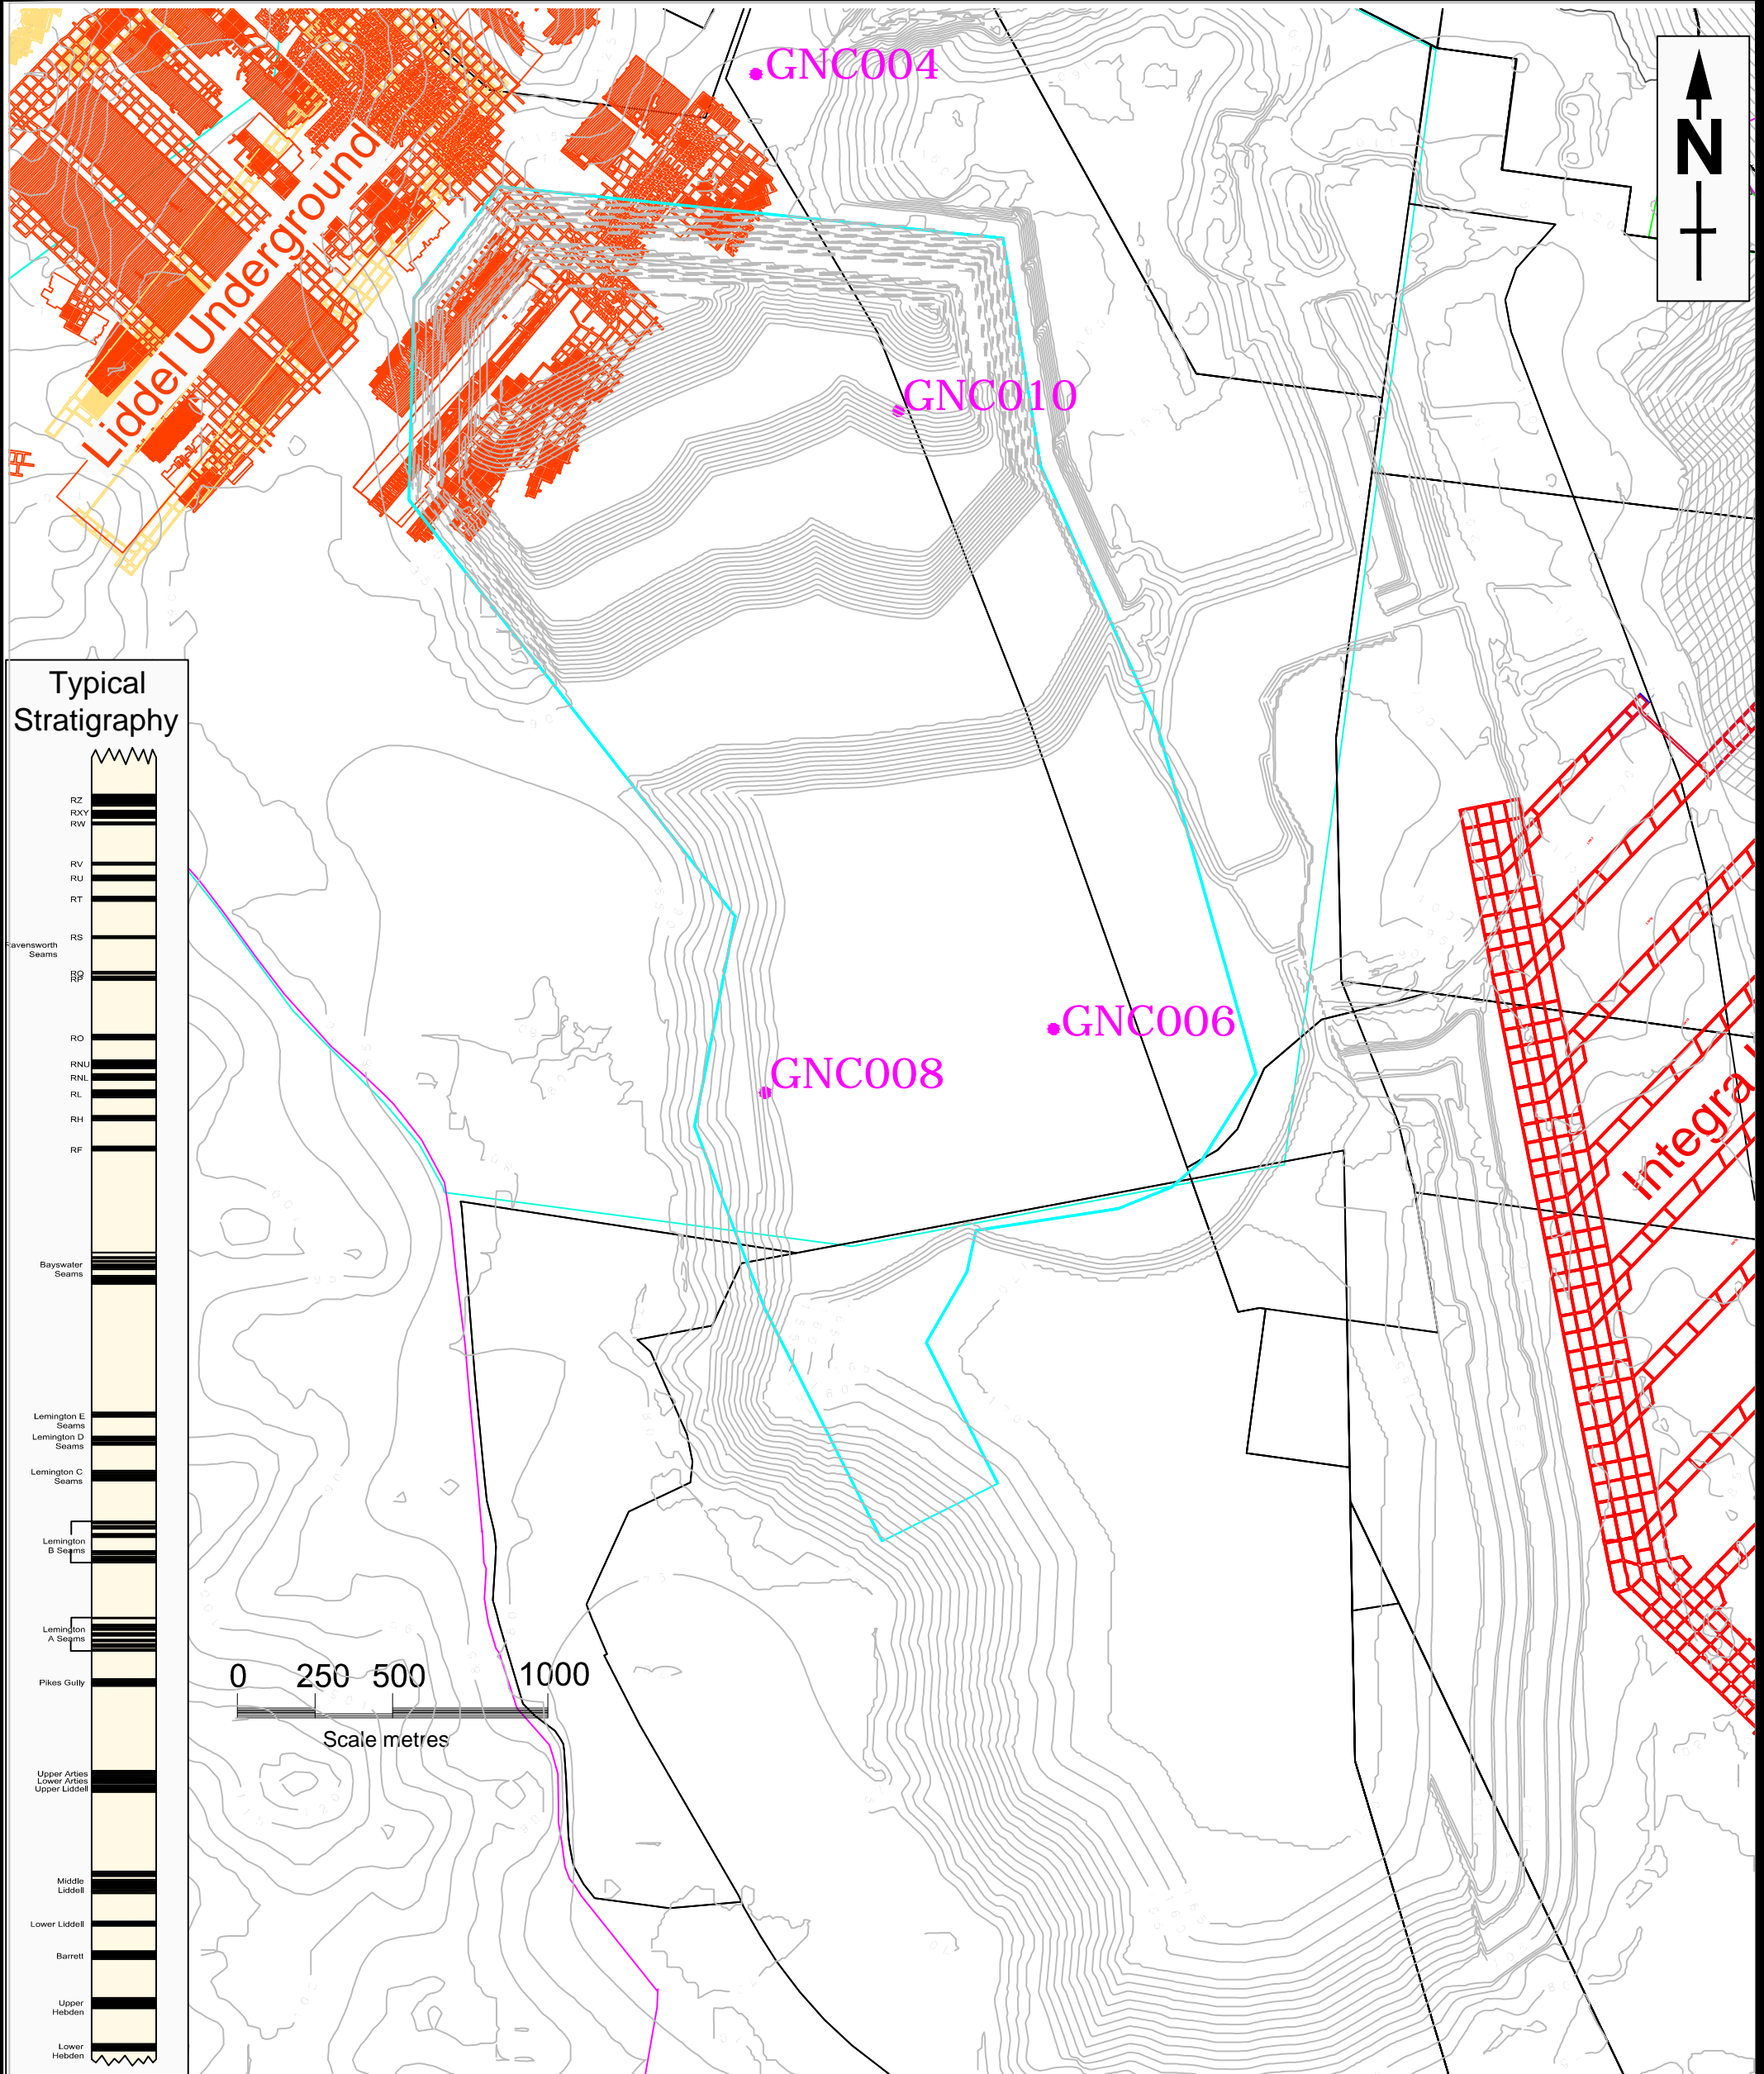 GNC004
N
Liddel Underground
GNC010
Typical
Stratigraphy
RZ
RXY
RW
RV
RU
RT
RS
Ravensworth
Seams
RQ
RP
RO
RNU
RNL
RL
RH
RF
Bayswater
Seams
Lemington E
Seams
Lemington D
Seams
Lemington C
Seams
Lemington
B Seams
Lemington
A Seams
Pikes Gully
Upper Arties
Lower Arties
Upper Liddell
Middle
Liddell
Lower Liddell
Barrett
Upper
Hebden
Lower
Hebden
GNC006
GNC008
Integra
0 250 500 1000
Scale metres